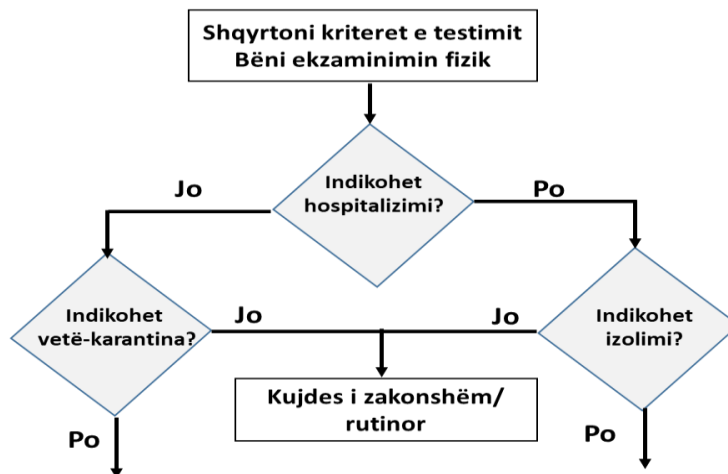 Shqyrtoni kriteret e testimit
Bëni ekzaminimin fizik
Indikohet
hospitalizimi?
Jo
Po
Indikohet
vetë-karantina?
Jo
Jo
Indikohet
izolimi?
Kujdes i zakonshëm/
rutinor
Po
Po